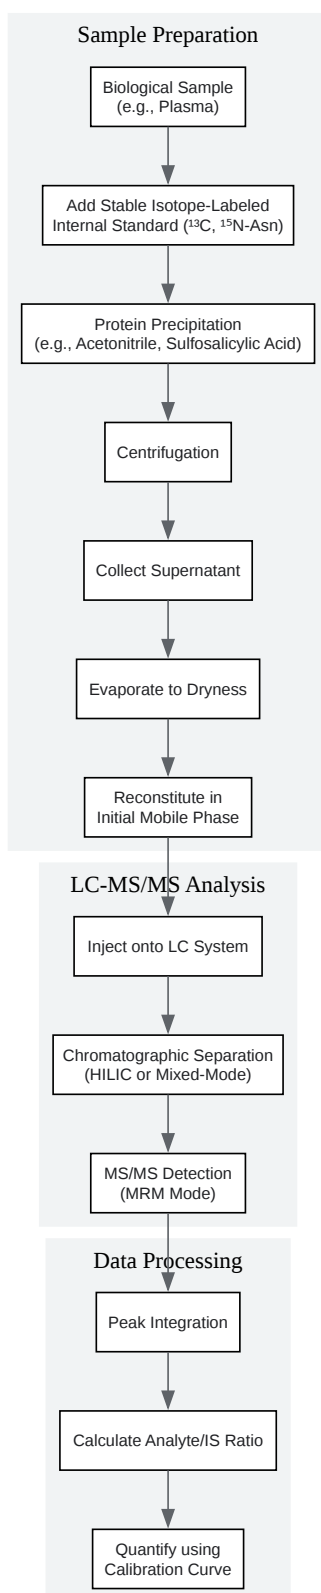 Sample Preparation
Biological Sample
(e.g., Plasma)
Add Stable Isotope-Labeled
Internal Standard (¹³C, ¹⁵N-Asn)
Protein Precipitation
(e.g., Acetonitrile, Sulfosalicylic Acid)
Centrifugation
Collect Supernatant
Evaporate to Dryness
Reconstitute in
Initial Mobile Phase
LC-MS/MS Analysis
Inject onto LC System
Chromatographic Separation
(HILIC or Mixed-Mode)
MS/MS Detection
(MRM Mode)
Data Processing
Peak Integration
Calculate Analyte/IS Ratio
Quantify using
Calibration Curve